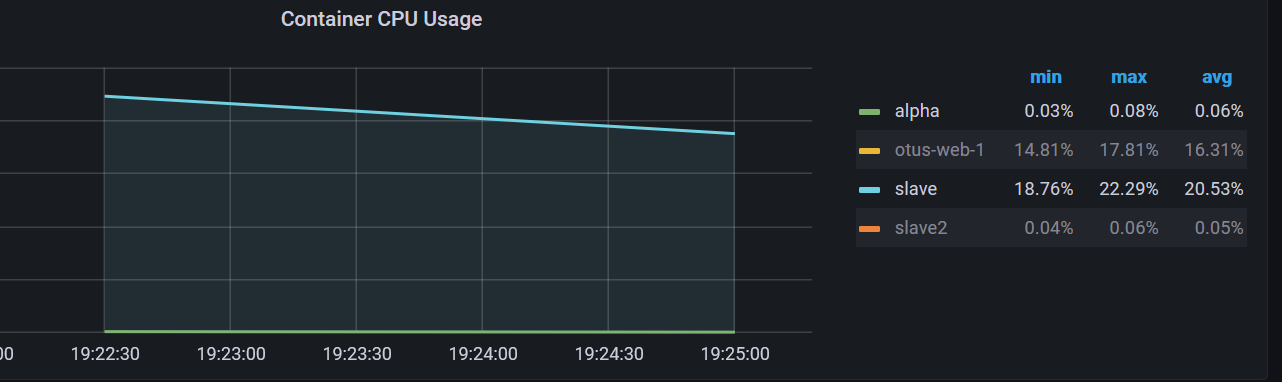 Container CPU Usage
min max avg
alpha 0.03% 0.08% 0.06%
otus-web-1 14.81% 17.81% 16.31%
slave 18.76% 22.29% 20.53%
slave2 0.04% 0.06% 0.05%
00 19:22:30 19:23:00 19:23:30 19:24:00 19:24:30 19:25:00